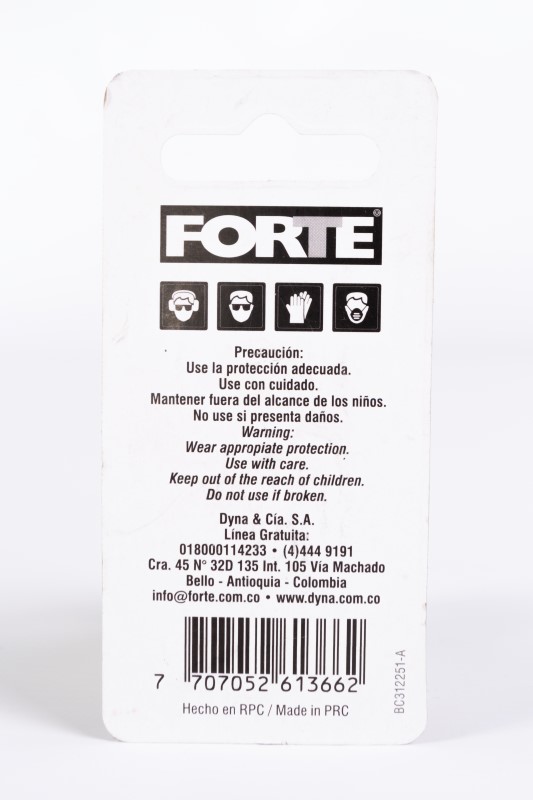 FORTE®
Precaución:
Use la protección adecuada.
Use con cuidado.
Mantener fuera del alcance de los niños.
No use si presenta daños.
Warning:
Wear appropiate protection.
Use with care.
Keep out of the reach of children.
Do not use if broken.
Dyna & Cía. S.A.
Línea Gratuita:
018000114233 • (4)444 9191
Cra. 45 N° 32D 135 Int. 105 Vía Machado
Bello - Antioquia - Colombia
info@forte.com.co • www.dyna.com.co
7 707052 613662
Hecho en RPC / Made in PRC
BC312251-A